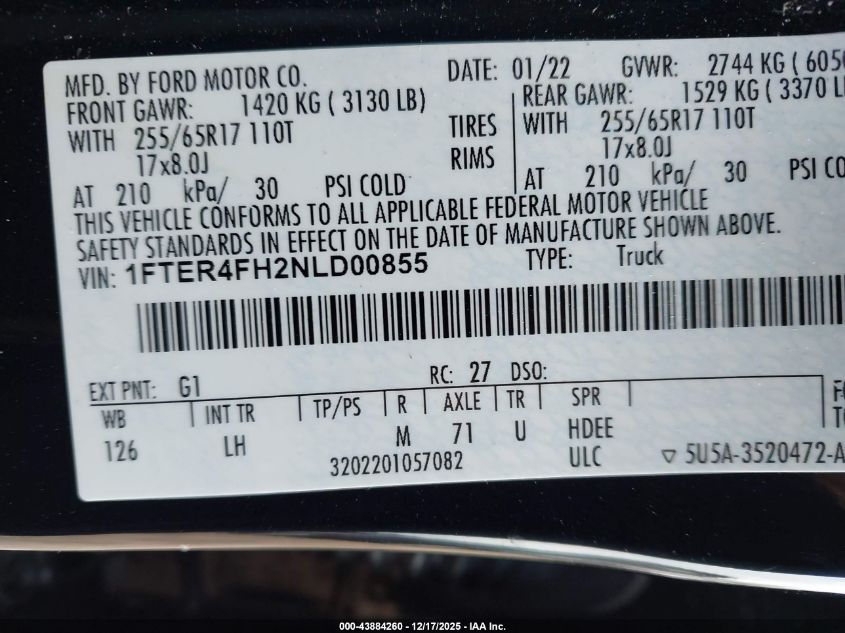 MFD. BY FORD MOTOR CO. DATE: 01/22 GVWR: 2744 KG ( 605
FRONT GAWR: 1420 KG ( 3130 LB) REAR GAWR: 1529 KG ( 3370 L
WITH 255/65R17 110T TIRES WITH 255/65R17 110T
17x8.0J RIMS 17x8.0J
AT 210 kPa/ 30 PSI COLD AT 210 kPa/ 30 PSI CO
THIS VEHICLE CONFORMS TO ALL APPLICABLE FEDERAL MOTOR VEHICLE
SAFETY STANDARDS IN EFFECT ON THE DATE OF MANUFACTURE SHOWN ABOVE.
VIN: 1FTER4FH2NLD00855 TYPE: Truck
EXT PNT: G1 RC: 27 DSO:
WB INT TR TP/PS R AXLE TR SPR
126 LH M 71 U HDEE
3202201057082 ULC ▽ 5U5A-3520472-A
000-43884260 - 12/17/2025 - IAA Inc.